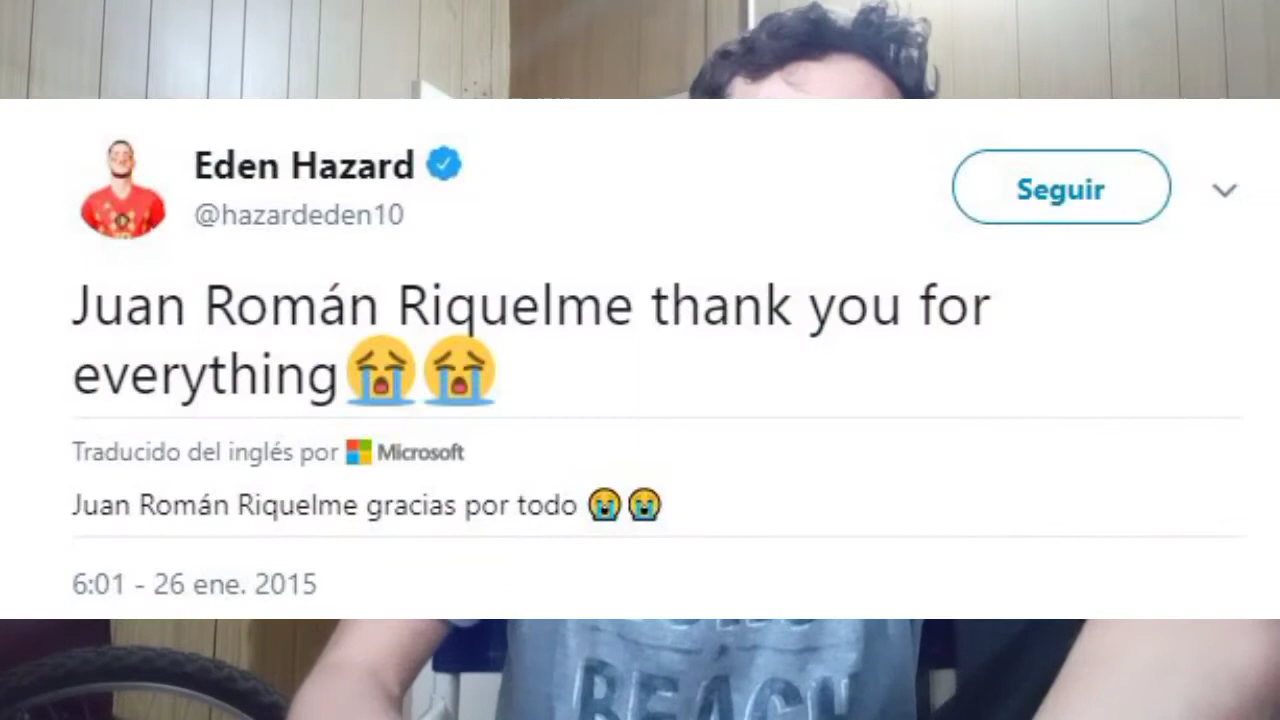 Eden Hazard
@hazardeden10
Seguir
Juan Román Riquelme thank you for
everything😭😭
Traducido del inglés por Microsoft
Juan Román Riquelme gracias por todo 😭😭
6:01 - 26 ene. 2015
BEACH